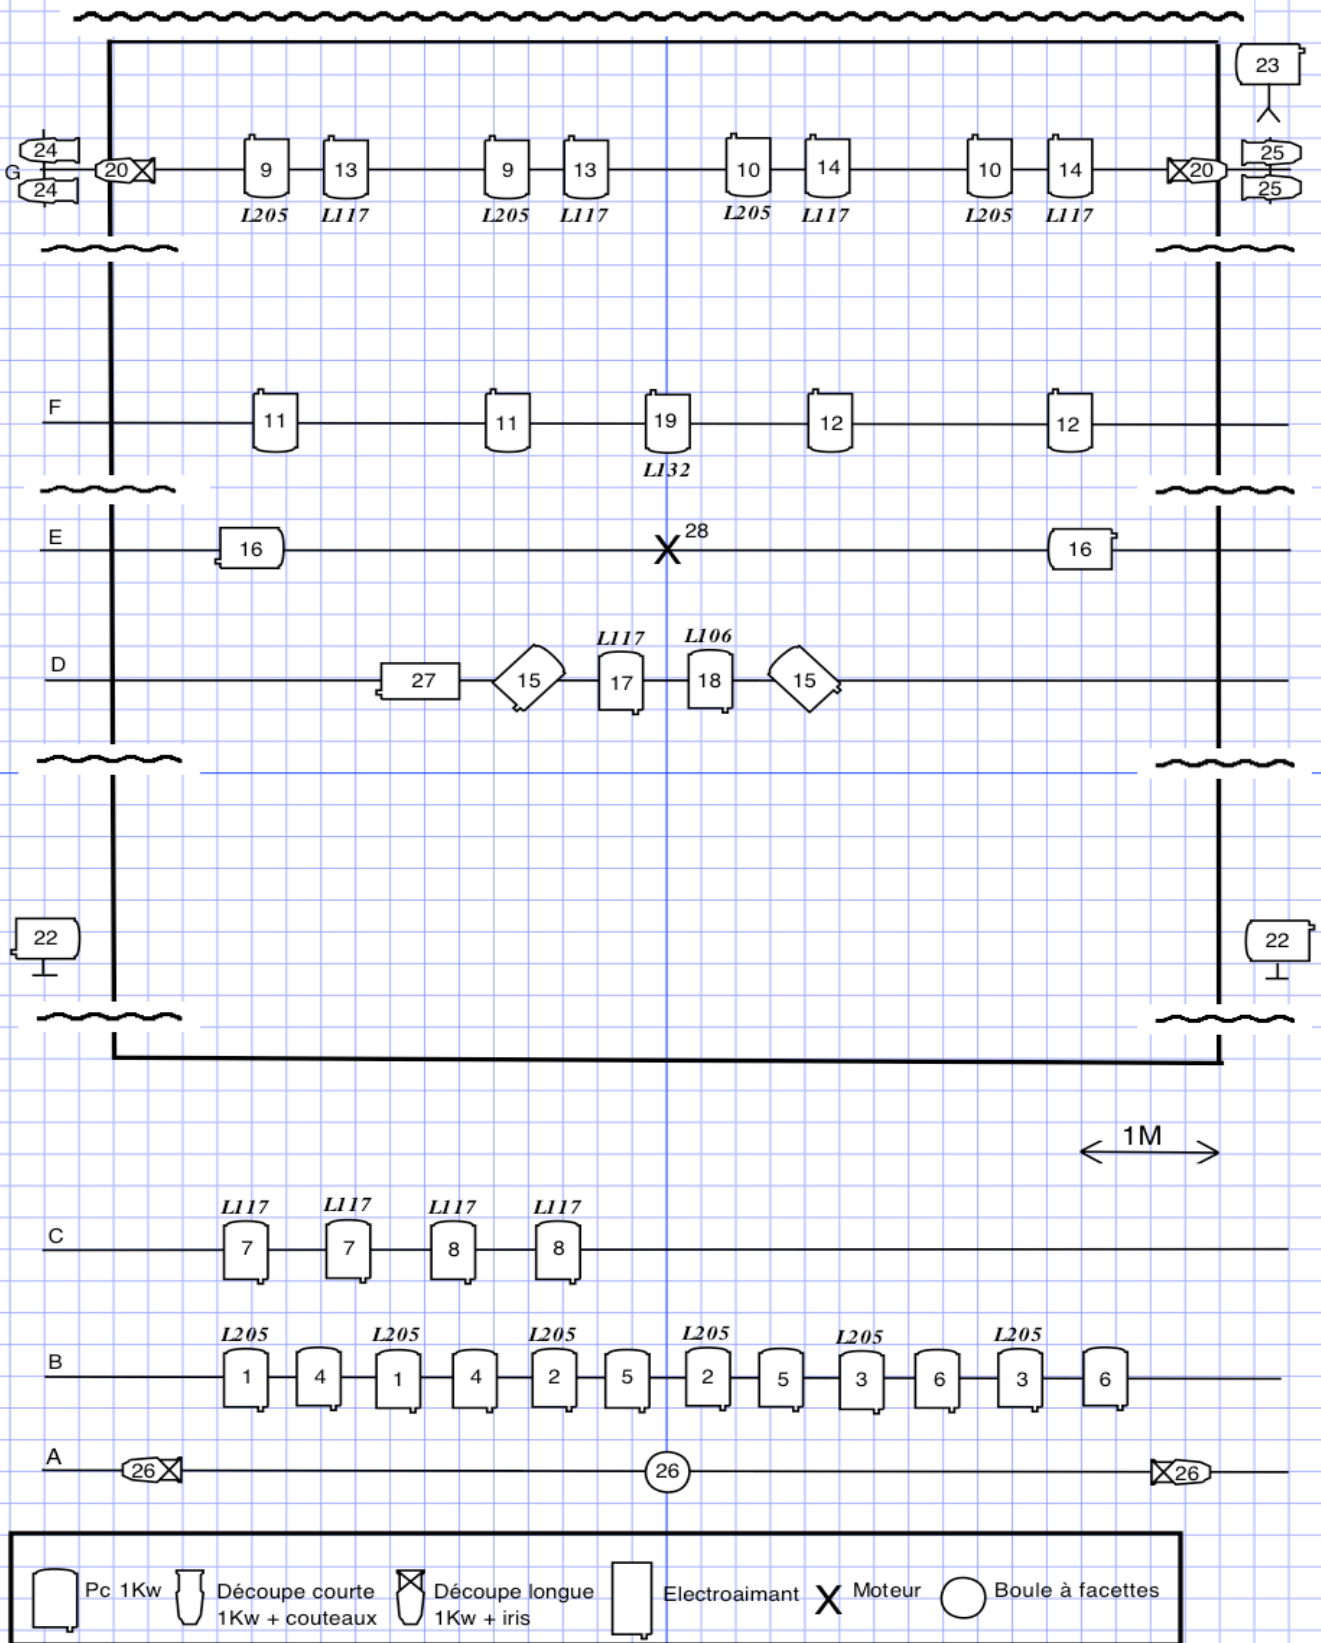 23
24 25
G 20 9 13 9 13 10 14 10 14 20
24 25
L205 L117 L205 L117 L205 L117 L205 L117
F
11 11 19 12 12
L132
E 28
16 16
L117 L106
D
27 15 17 18 15
22 22
1M
L117 L117 L117 L117
C
7 7 8 8
L205 L205 L205 L205 L205 L205
B
1 4 1 4 2 5 2 5 3 6 3 6
A
26 26 26
Pc 1Kw
Découpe courte
1Kw + couteaux
Découpe longue
1Kw + iris
Electroaimant
X Moteur
Boule à facettes